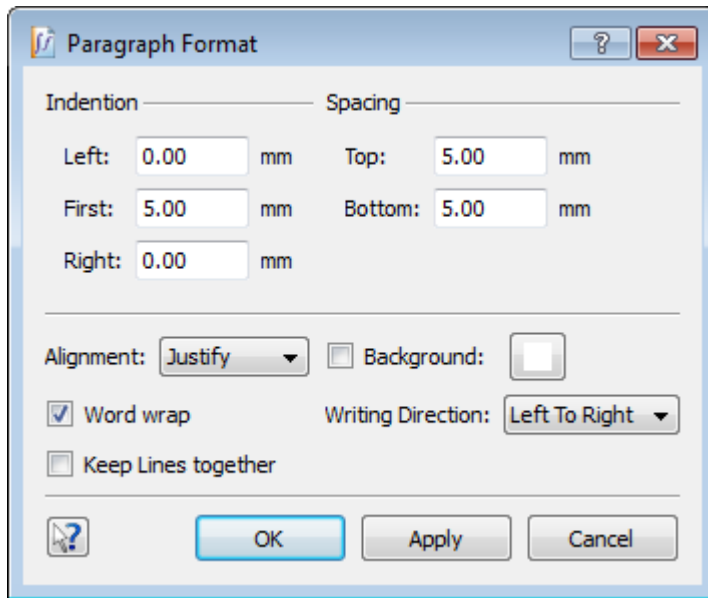 Paragraph Format
Indention Spacing
Left: 0.00 mm Top: 5.00 mm
First: 5.00 mm Bottom: 5.00 mm
Right: 0.00 mm
Alignment: Justify Background:
Word wrap Writing Direction: Left To Right
Keep Lines together
OK Apply Cancel